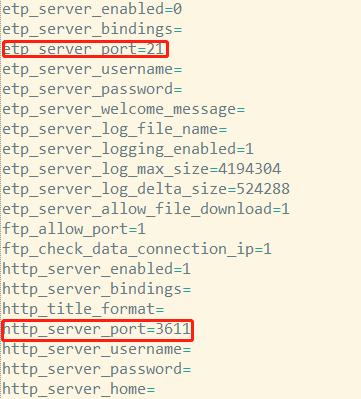 etp_server_enabled=0
etp_server_bindings=
etp_server_port=21
etp_server_username=
etp_server_password=
etp_server_welcome_message=
etp_server_log_file_name=
etp_server_logging_enabled=1
etp_server_log_max_size=4194304
etp_server_log_delta_size=524288
etp_server_allow_file_download=1
ftp_allow_port=1
ftp_check_data_connection_ip=1
http_server_enabled=1
http_server_bindings=
http_title_format=
http_server_port=3611
http_server_username=
http_server_password=
http_server_home=